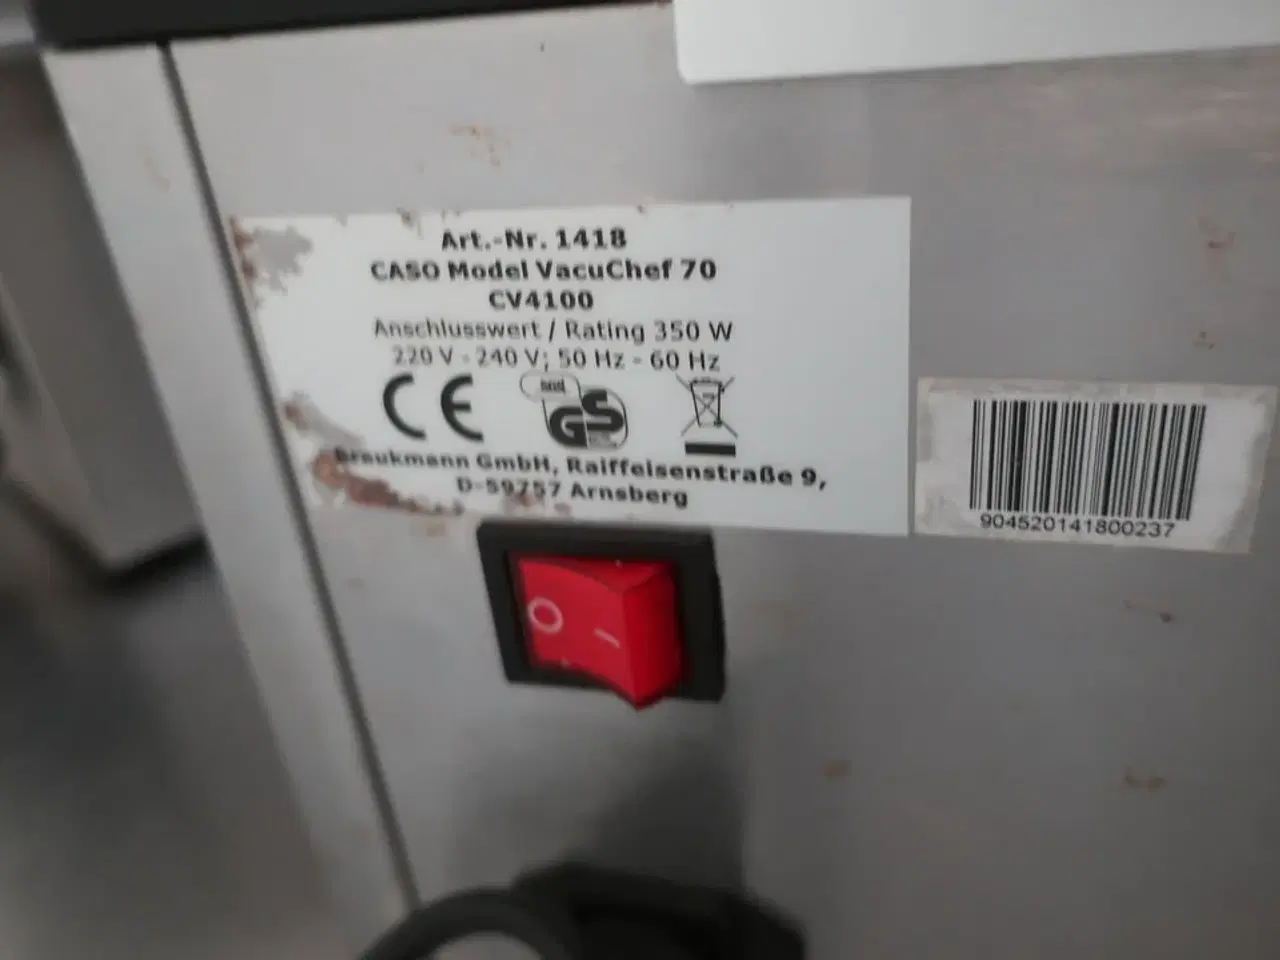 Art.-Nr. 1418
CASO Model VacuChef 70
CV4100
Anschlusswert / Rating 350 W
220 V - 240 V; 50 Hz - 60 Hz
CE GS
Braukmann GmbH, Raiffeisenstraße 9,
D-59757 Arnsberg
904520141800237
O I